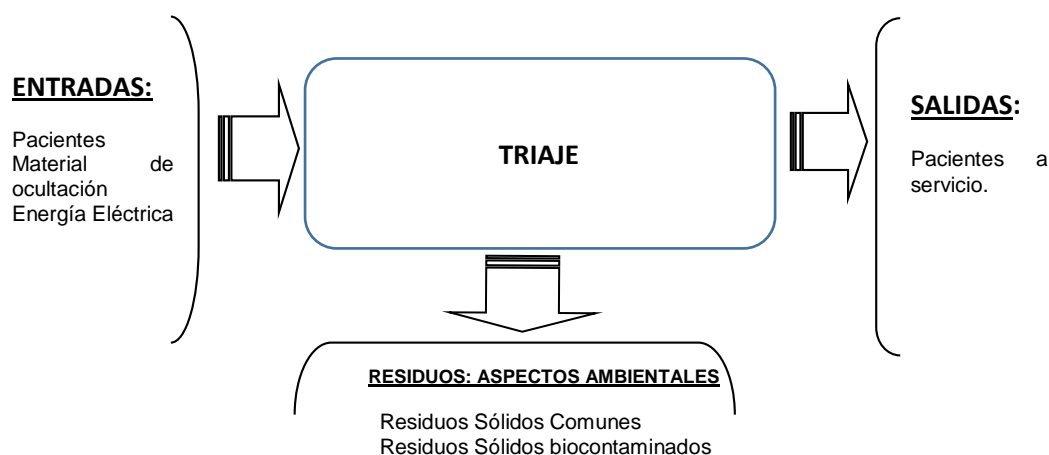 ENTRADAS:
Pacientes
Material de
ocultación
Energía Eléctrica
TRIAJE
SALIDAS:
Pacientes a
servicio.
RESIDUOS: ASPECTOS AMBIENTALES
Residuos Sólidos Comunes
Residuos Sólidos biocontaminados